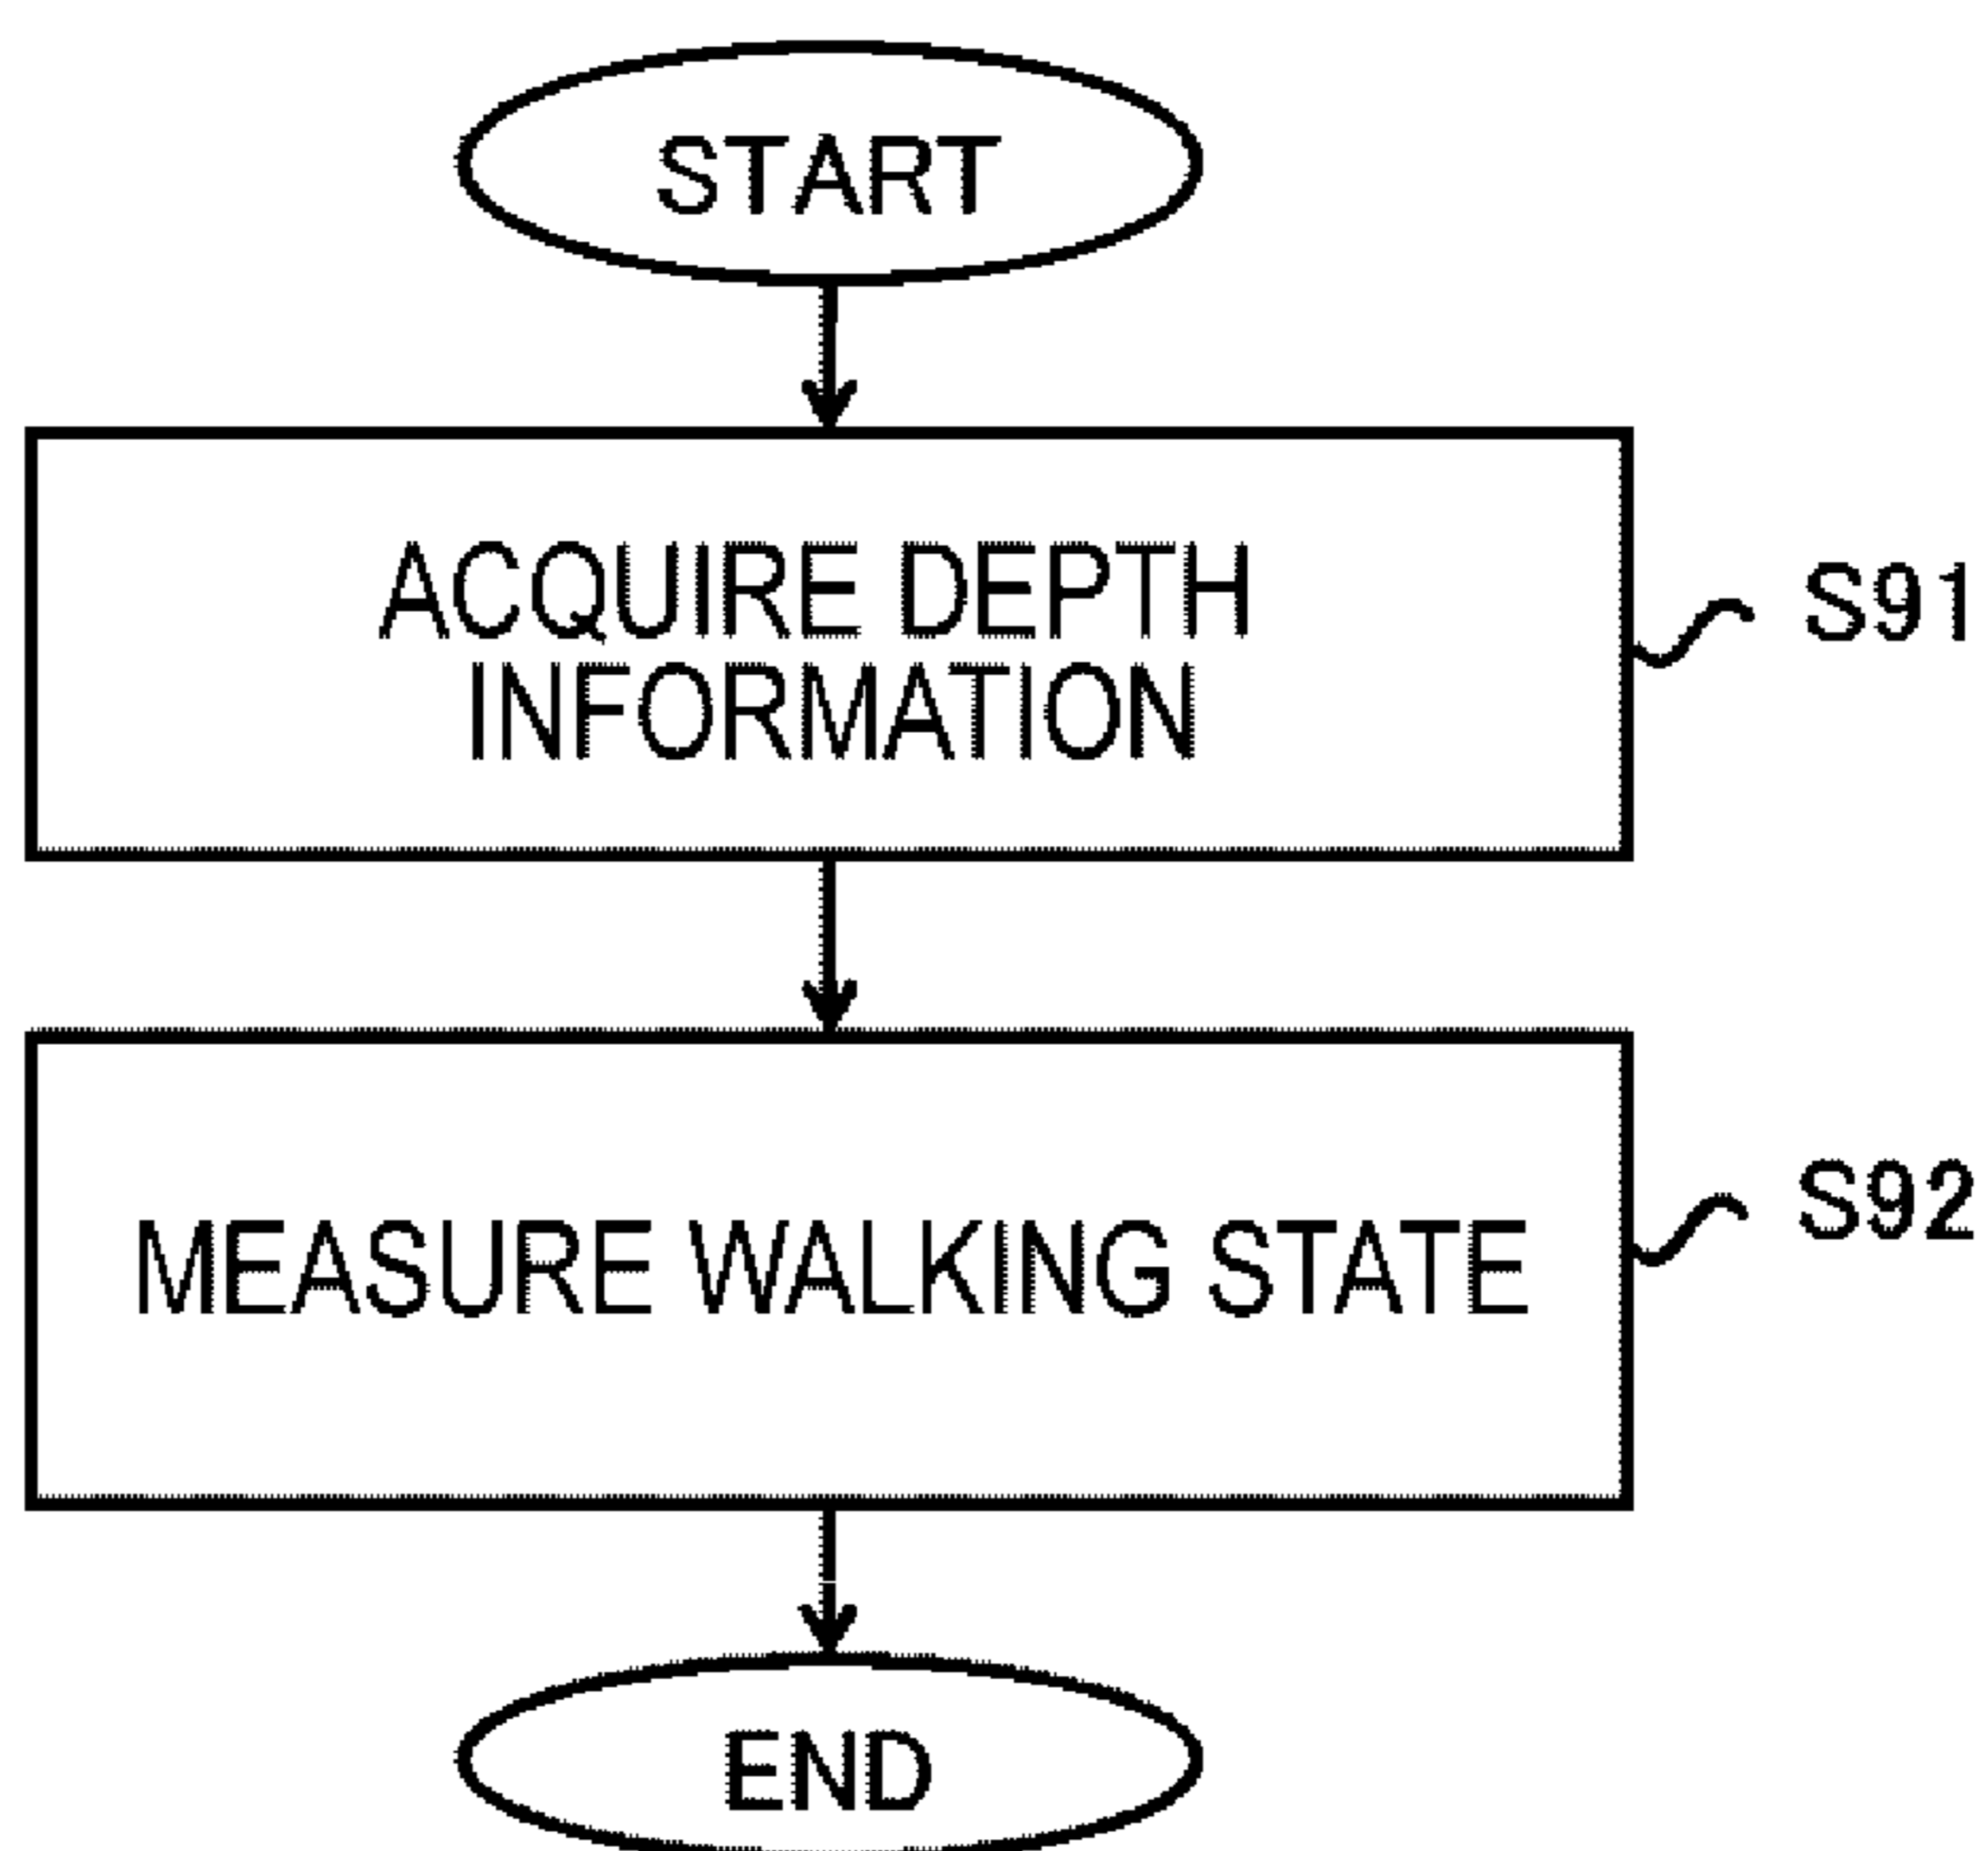 START
ACQUIRE DEPTH
INFORMATION
S91
MEASURE WALKING STATE
S92
END